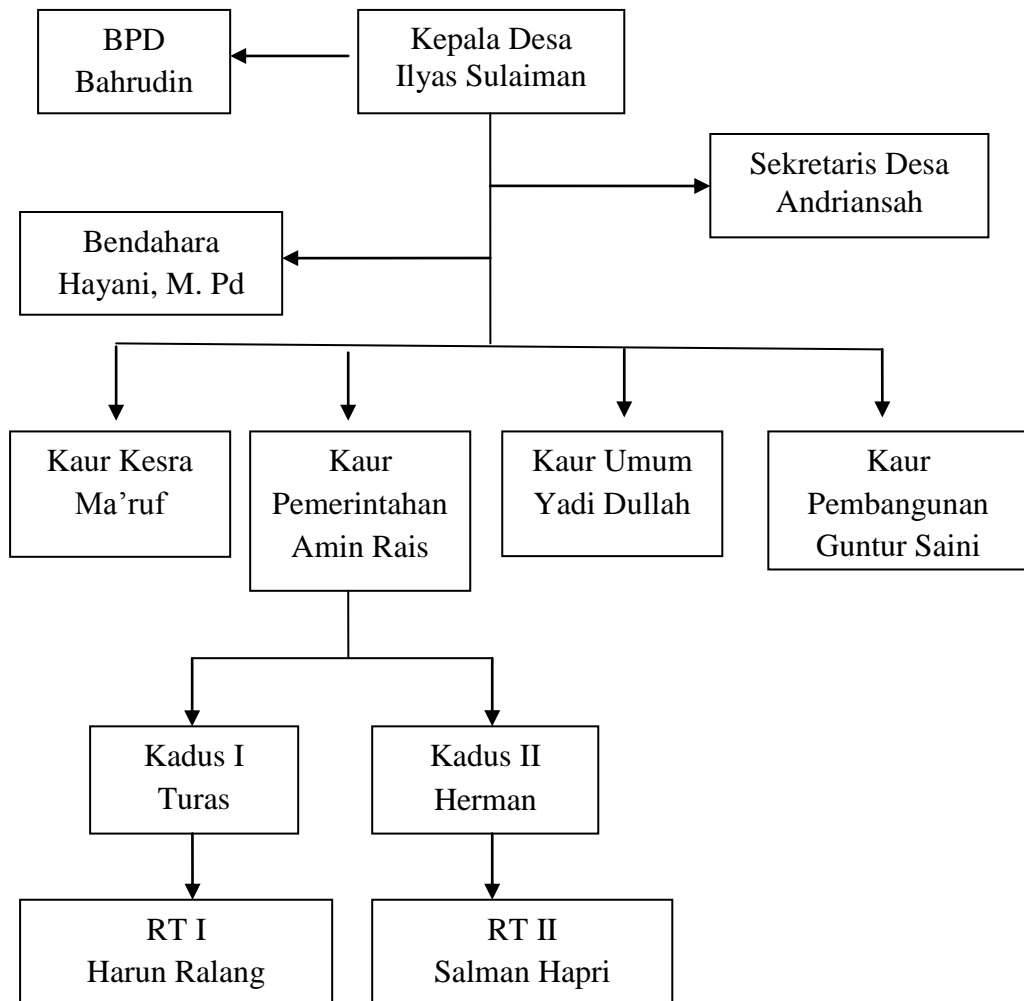 BPD
Bahrudin
Kepala Desa
Ilyas Sulaiman
Sekretaris Desa
Andriansah
Bendahara
Hayani, M. Pd
Kaur Kesra
Ma’ruf
Kaur
Pemerintahan
Amin Rais
Kaur Umum
Yadi Dullah
Kaur
Pembangunan
Guntur Saini
Kadus I
Turas
Kadus II
Herman
RT I
Harun Ralang
RT II
Salman Hapri